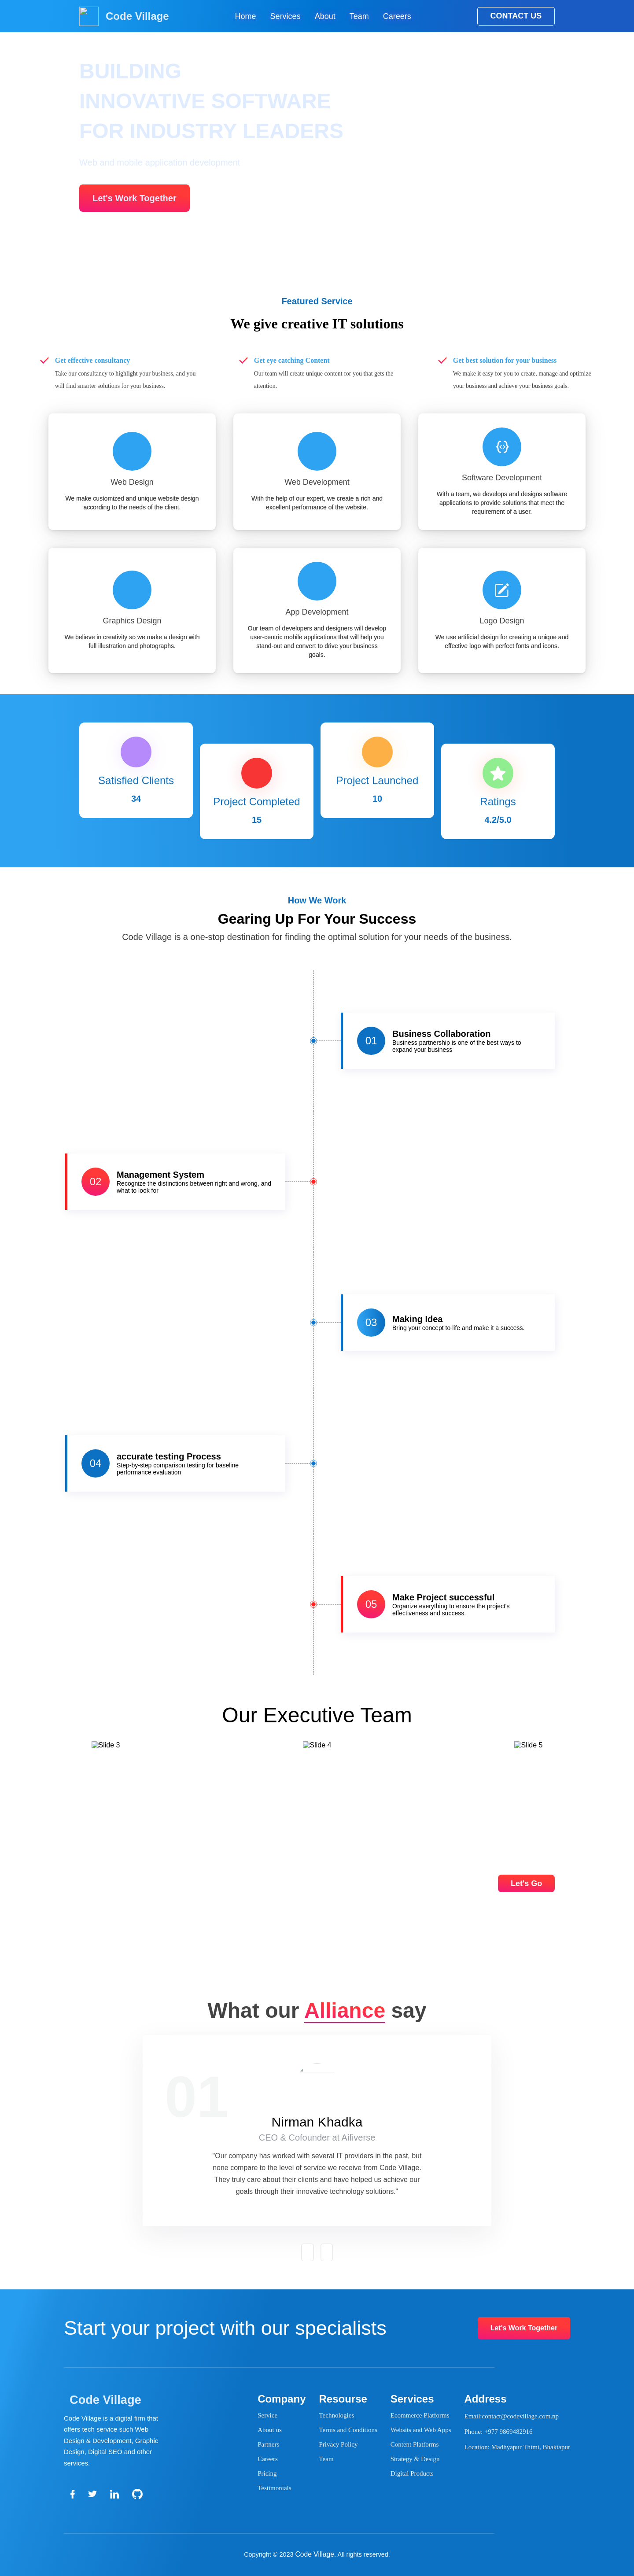 Code Village
Home Services About Team Careers
CONTACT US
BUILDING
INNOVATIVE SOFTWARE
FOR INDUSTRY LEADERS
Web and mobile application development
Let's Work Together
Featured Service
We give creative IT solutions
Get effective consultancy
Take our consultancy to highlight your business, and you
will find smarter solutions for your business.
Get eye catching Content
Our team will create unique content for you that gets the
attention.
Get best solution for your business
We make it easy for you to create, manage and optimize
your business and achieve your business goals.
Web Design
We make customized and unique website design
according to the needs of the client.
Web Development
With the help of our expert, we create a rich and
excellent performance of the website.
Software Development
With a team, we develops and designs software
applications to provide solutions that meet the
requirement of a user.
Graphics Design
We believe in creativity so we make a design with
full illustration and photographs.
App Development
Our team of developers and designers will develop
user-centric mobile applications that will help you
stand-out and convert to drive your business
goals.
Logo Design
We use artificial design for creating a unique and
effective logo with perfect fonts and icons.
Satisfied Clients
34
Project Completed
15
Project Launched
10
Ratings
4.2/5.0
How We Work
Gearing Up For Your Success
Code Village is a one-stop destination for finding the optimal solution for your needs of the business.
01
Business Collaboration
Business partnership is one of the best ways to
expand your business
02
Management System
Recognize the distinctions between right and wrong, and
what to look for
03
Making Idea
Bring your concept to life and make it a success.
04
accurate testing Process
Step-by-step comparison testing for baseline
performance evaluation
05
Make Project successful
Organize everything to ensure the project's
effectiveness and success.
Our Executive Team
Slide 3
Slide 4
Slide 5
Let's Go
What our Alliance say
01
Nirman Khadka
CEO & Cofounder at Aifiverse
"Our company has worked with several IT providers in the past, but
none compare to the level of service we receive from Code Village.
They truly care about their clients and have helped us achieve our
goals through their innovative technology solutions."
Start your project with our specialists
Let's Work Together
Code Village
Code Village is a digital firm that
offers tech service such Web
Design & Development, Graphic
Design, Digital SEO and other
services.
Company
Service
About us
Partners
Careers
Pricing
Testimonials
Resourse
Technologies
Terms and Conditions
Privacy Policy
Team
Services
Ecommerce Platforms
Websits and Web Apps
Content Platforms
Strategy & Design
Digital Products
Address
Email:contact@codevillage.com.np
Phone: +977 9869482916
Location: Madhyapur Thimi, Bhaktapur
Copyright © 2023 Code Village. All rights reserved.